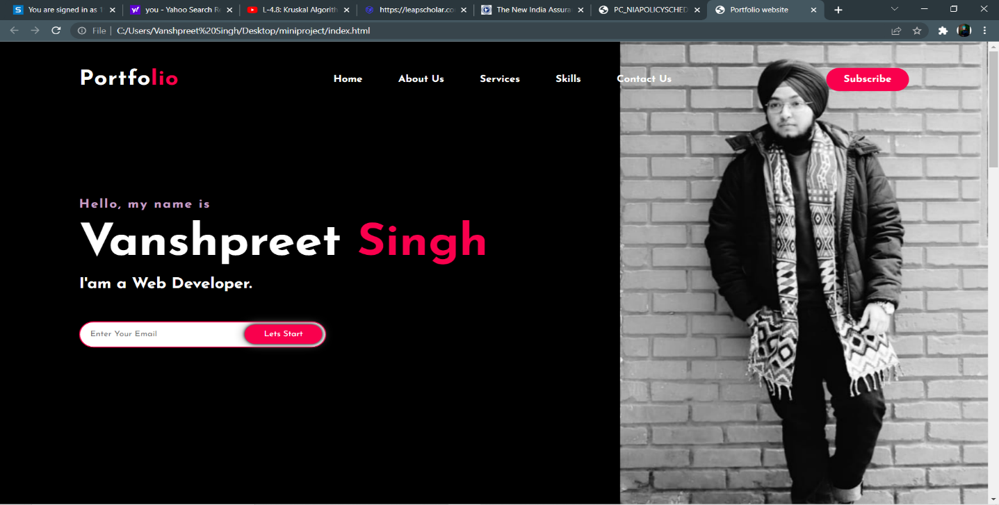 You are signed in as 1
you - Yahoo Search Re
L-4.8: Kruskal Algorith
https://leapscholar.co
The New India Assura
PC_NIAPOLICYSCHED
Portfolio website
File | C:/Users/Vanshpreet%20Singh/Desktop/miniproject/index.html
Portfolio
Home About Us Services Skills Contact Us
Subscribe
Hello, my name is
Vanshpreet Singh
I'am a Web Developer.
Enter Your Email
Lets Start